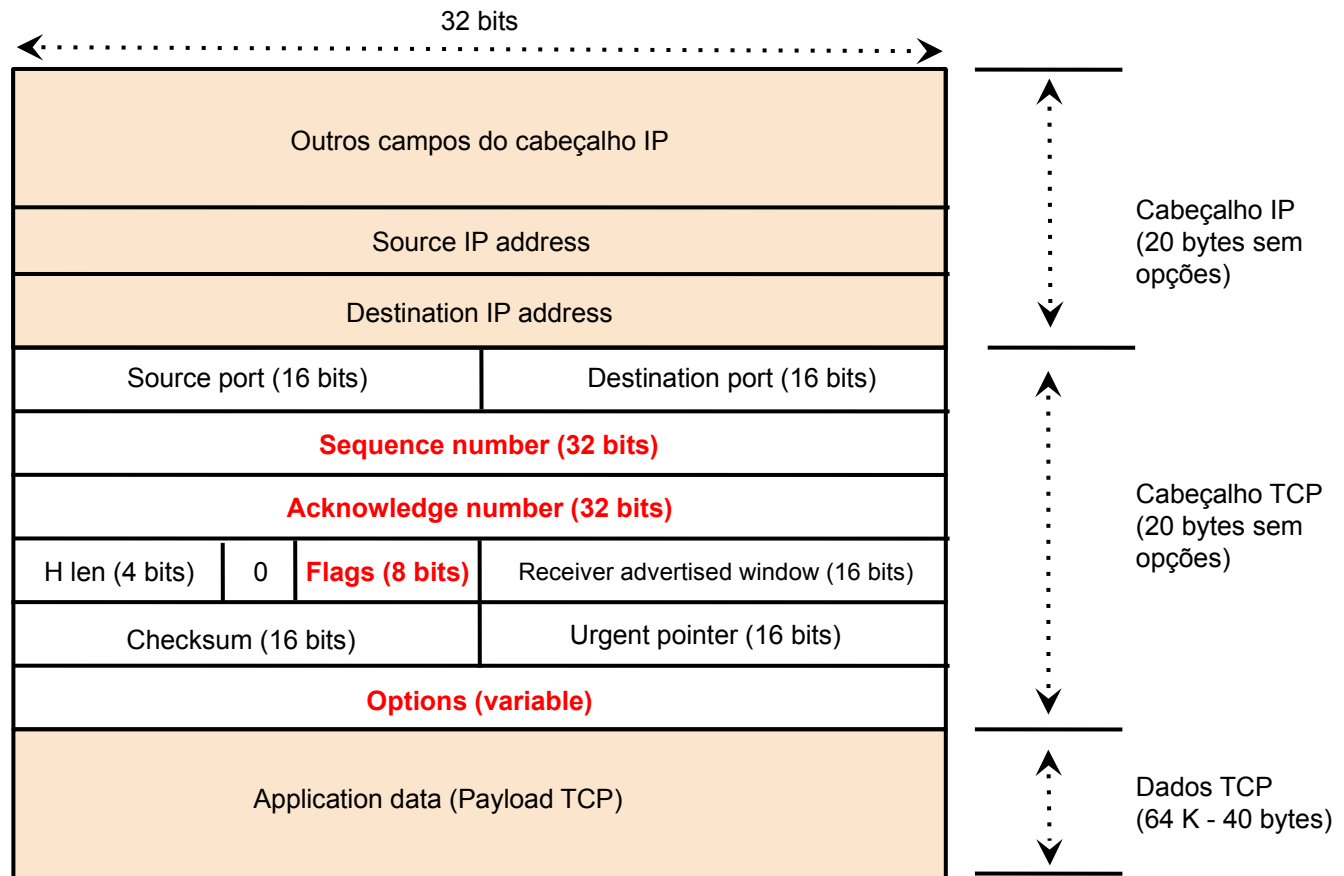 32 bits
Outros campos do cabeçalho IP
Source IP address
Destination IP address
Cabeçalho IP
(20 bytes sem
opções)
Source port (16 bits)
Destination port (16 bits)
Sequence number (32 bits)
Acknowledge number (32 bits)
H len (4 bits)
0
Flags (8 bits)
Receiver advertised window (16 bits)
Checksum (16 bits)
Urgent pointer (16 bits)
Options (variable)
Cabeçalho TCP
(20 bytes sem
opções)
Application data (Payload TCP)
Dados TCP
(64 K - 40 bytes)